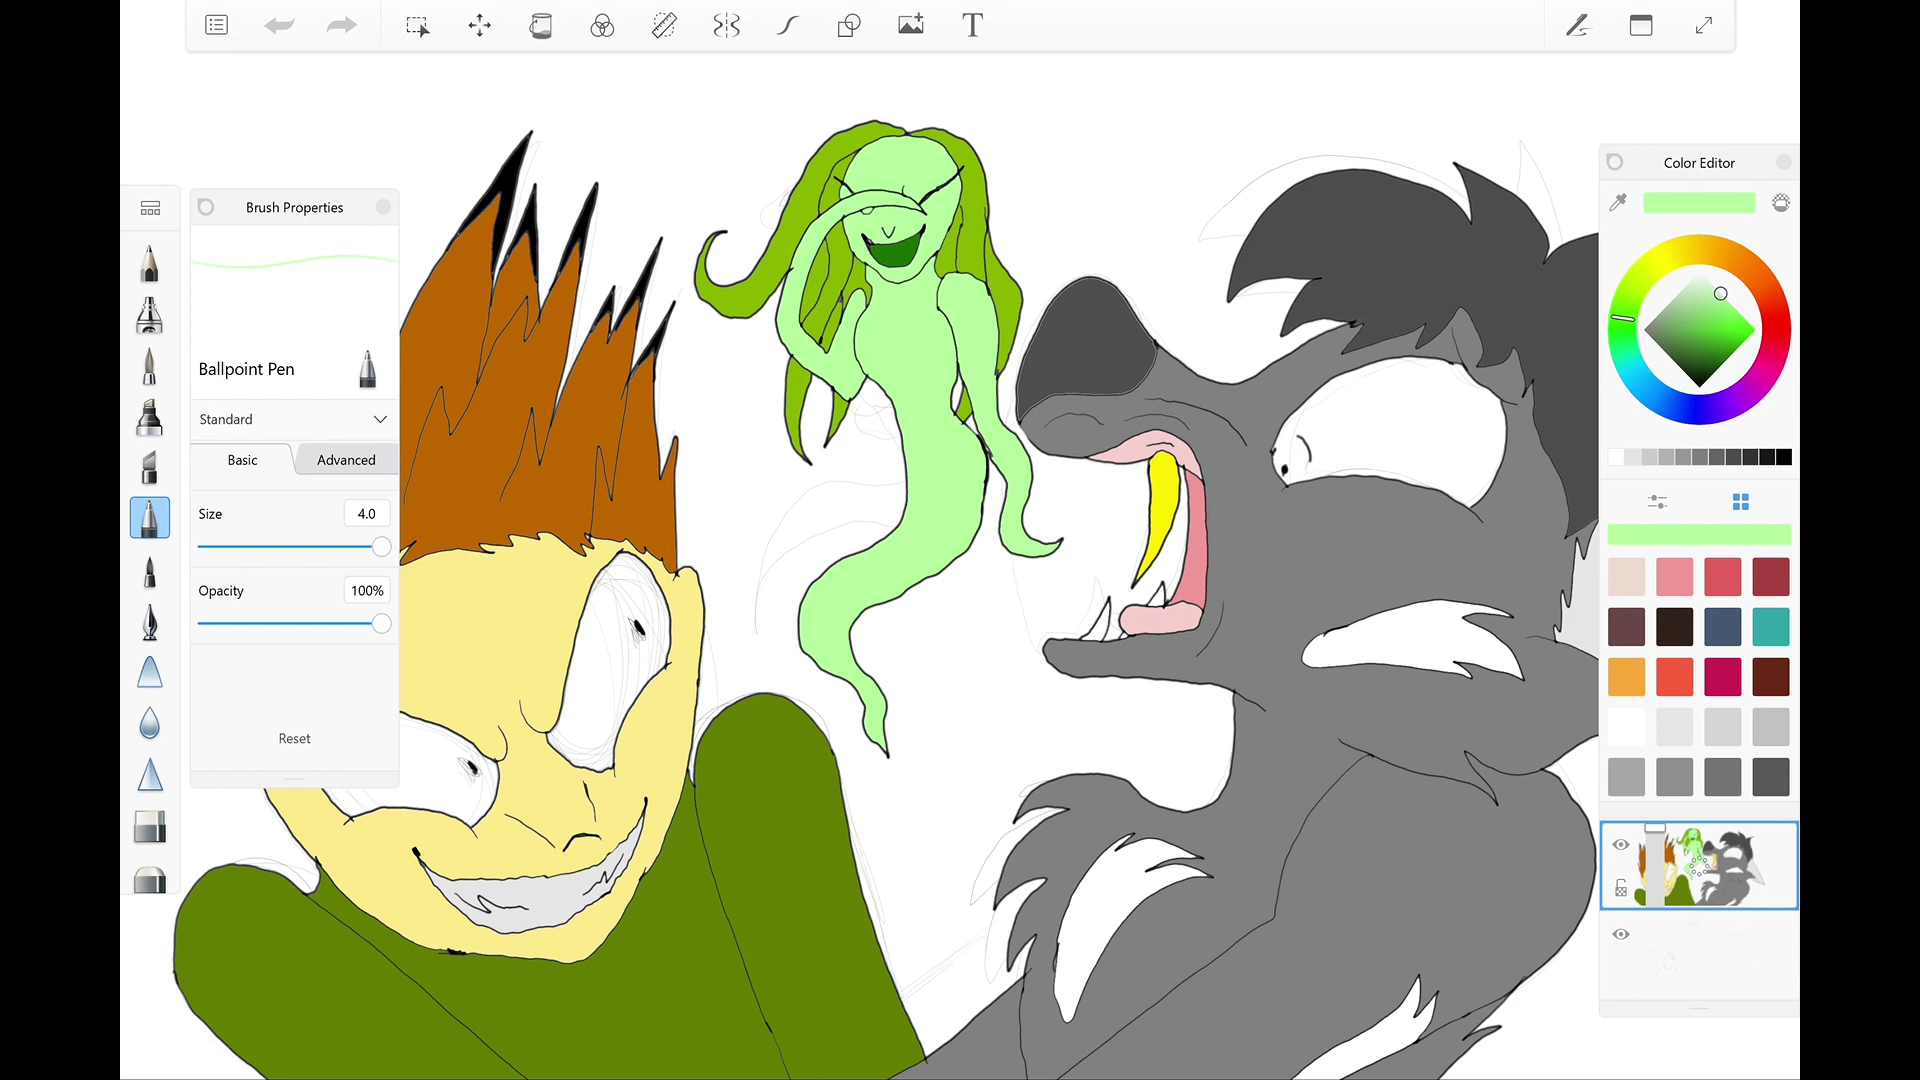 T
Brush Properties
Ballpoint Pen
Standard
Basic
Advanced
Size
4.0
Opacity
100%
Reset
Color Editor